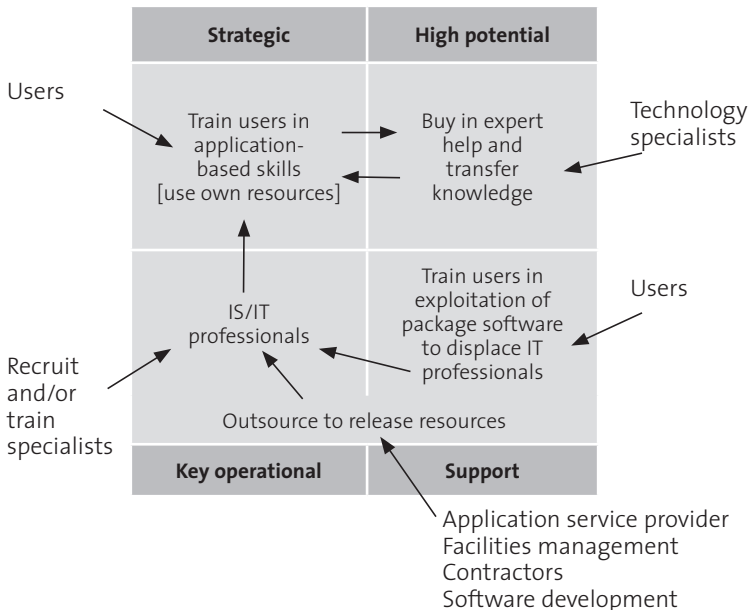 Strategic
High potential
Users
Train users in
application-
based skills
[use own resources]
Buy in expert
help and
transfer
knowledge
Technology
specialists
IS/IT
professionals
Train users in
exploitation of
package software
to displace IT
professionals
Users
Recruit
and/or
train
specialists
Outsource to release resources
Key operational
Support
Application service provider
Facilities management
Contractors
Software development